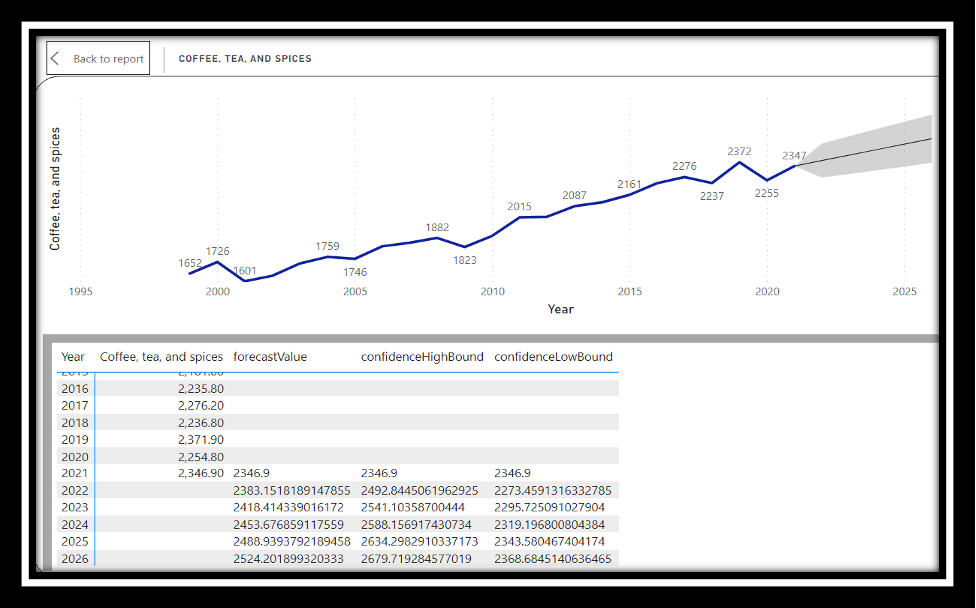 Back to report
COFFEE, TEA, AND SPICES
Coffee, tea, and spices
1652
1726
1601
1759
1746
1882
1823
2015
2087
2161
2276
2237
2372
2255
2347
1995 2000 2005 2010 2015 2020 2025
Year
Year Coffee, tea, and spices forecastValue confidenceHighBound confidenceLowBound
2016 2,235.80
2017 2,276.20
2018 2,236.80
2019 2,371.90
2020 2,254.80
2021 2,346.90 2346.9 2346.9 2346.9
2022 2383.1518189147855 2492.8445061962925 2273.4591316332785
2023 2418.414339016172 2541.10358700444 2295.725091027904
2024 2453.676859117559 2588.156917430734 2319.196800804384
2025 2488.9393792189458 2634.2982910337173 2343.580467404174
2026 2524.201899320333 2679.719284577019 2368.6845140636465